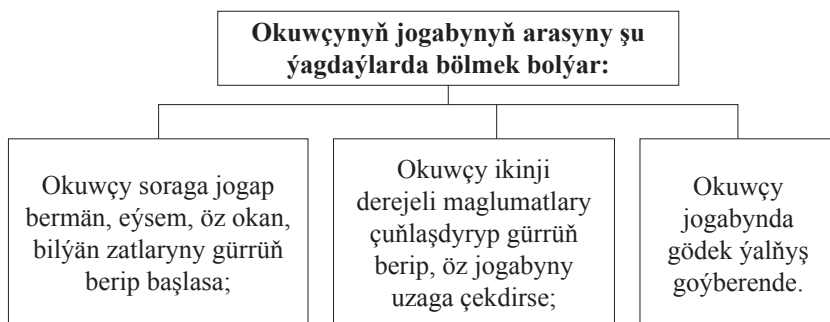 Okuwçynyň jogabynyň arasyny şu
ýagdaýlarda bölmek bolýar:
Okuwçy soraga jogap
bermän, eýsem, öz okan,
bilýän zatlaryny gürrüň
berip başlasa;
Okuwçy ikinji
derejeli maglumatlary
çuňlaşdyryp gürrüň
berip, öz jogabyny
uzaga çekdirse;
Okuwçy
jogabynda
gödek ýalňyş
goýberende.